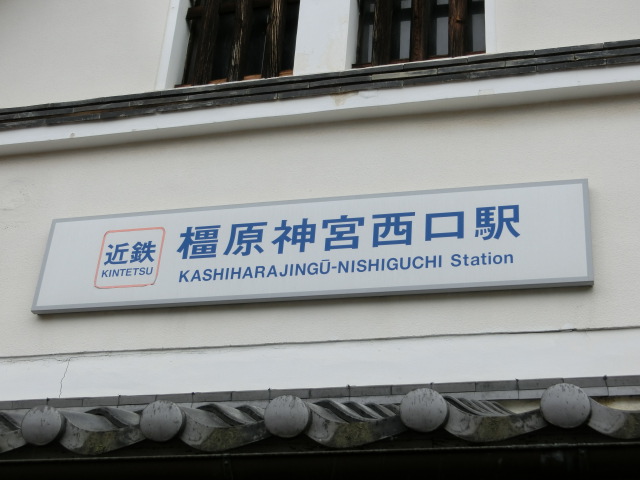 近鉄
KINTETSU
橿原神宮西口駅
KASHIHARAJINGŪ-NISHIGUCHI Station